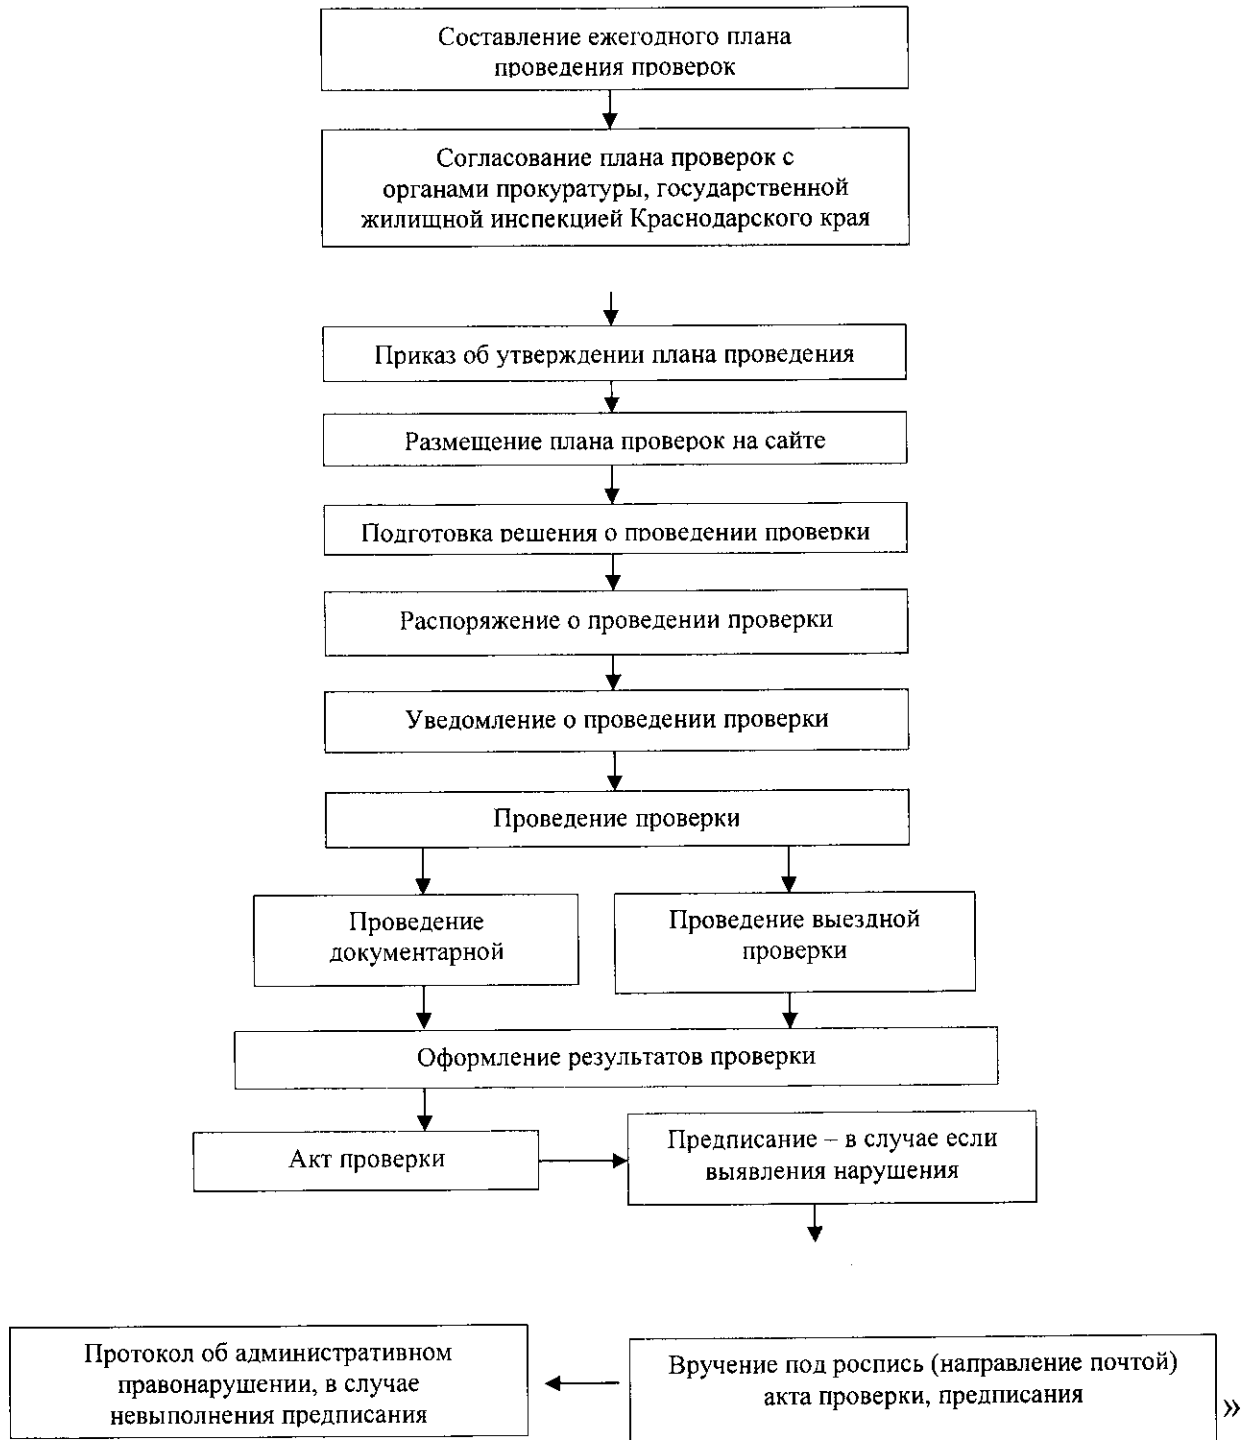 Составление ежегодного плана
проведения проверок
Согласование плана проверок с
органами прокуратуры, государственной
жилищной инспекцией Краснодарского края
Приказ об утверждении плана проведения
Размещение плана проверок на сайте
Подготовка решения о проведении проверки
Распоряжение о проведении проверки
Уведомление о проведении проверки
Проведение проверки
Проведение
документарной
Проведение выездной
проверки
Оформление результатов проверки
Акт проверки
Предписание – в случае если
выявления нарушения
Протокол об административном
правонарушении, в случае
невыполнения предписания
Вручение под роспись (направление почтой)
акта проверки, предписания
»